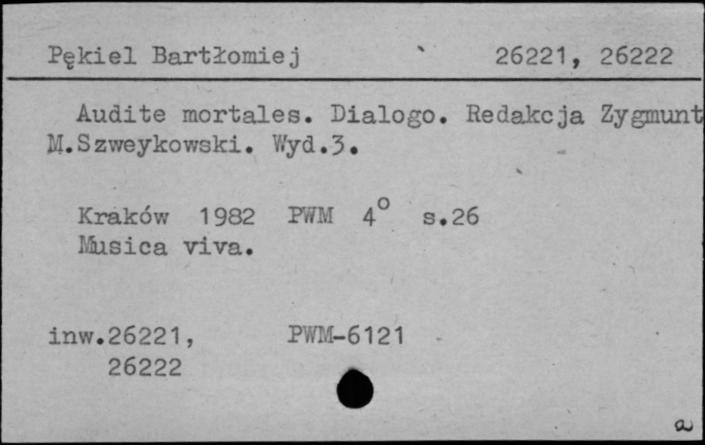 Pękiel Bartłomiej 26221, 26222
Audite mortales. Dialogo. Redakcja Zygmunt
M.Szweykowski. Wyd.3.
Kraków 1982 PWM 4° s.26
Musica viva.
inw.26221, PWM-6121
26222
a